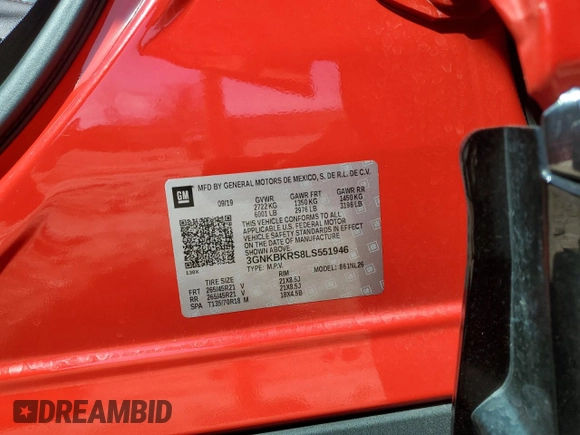 GM
MFD BY GENERAL MOTORS DE MEXICO, S. DE R.L. DE C.V.
09/19 GVWR GAWR FRT GAWR RR
2722 KG 1350 KG 1450 KG
6001 LB 2976 LB 3196 LB
THIS VEHICLE CONFORMS TO ALL
APPLICABLE U.S. FEDERAL MOTOR
VEHICLE SAFETY STANDARDS IN EFFECT
ON THE DATE OF MANUFACTURE
SHOWN ABOVE.
3GNKBKRS8LS551946
TYPE: M.P.V. MODEL: 861NL26
TIRE SIZE RIM
FRT 265/45R21 V 21X8.5J
RR 265/45R21 V 21X8.5J
SPA T135/70R18 M 18X4.5B
DREAMBID